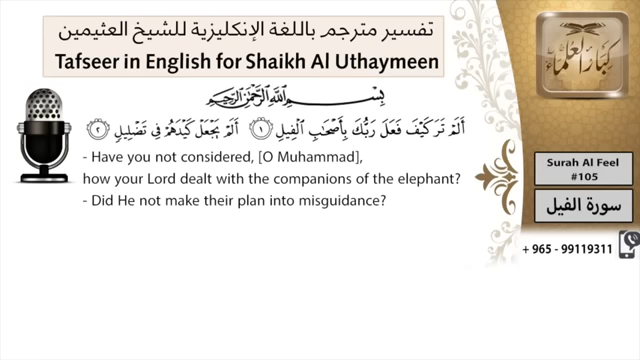 تفسير مترجم باللغة الإنكليزية للشيخ العثيمين
Tafseer in English for Shaikh Al Uthaymeen
بِسْمِ اللَّهِ الرَّحْمَٰنِ الرَّحِيمِ
أَلَمْ تَرَ كَيْفَ فَعَلَ رَبُّكَ بِأَصْحَابِ الْفِيلِ ١ أَلَمْ يَجْعَلْ كَيْدَهُمْ فِي تَضْلِيلٍ ٢
- Have you not considered, [O Muhammad],
how your Lord dealt with the companions of the elephant?
- Did He not make their plan into misguidance?
كبار العلماء
Surah Al Feel
#105
سورة الفيل
+ 965 - 99119311